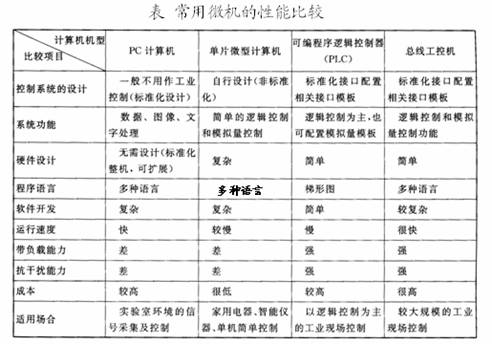 表 常用微机的性能比较
计算机机型
比较项目
PC 计算机
单片微型计算机
可编程序逻辑控制器
(PLC)
总线工控机
控制系统的设计
一般不用作工业
控制(标准化设计)
自行设计(非标准
化)
标准化接口配置
相关接口模板
标准化接口配置
相关接口模板
系统功能
数据、图像、文
字处理
简单的逻辑控制
和模拟量控制
逻辑控制为主,也
可配置模拟量模板
逻辑控制和模拟
量控制功能
硬件设计
无需设计(标准化
整机,可扩展)
复杂
简单
简单
程序语言
多种语言
多种语言
梯形图
多种语言
软件开发
复杂
复杂
简单
较复杂
运行速度
快
较慢
慢
很快
带负载能力
差
差
强
强
抗干扰能力
差
差
强
强
成本
较高
很低
较高
很高
适用场合
实验室环境的信
号采集及控制
家用电器、智能仪
器、单机简单控制
以逻辑控制为主
的工业现场控制
较大规模的工业
现场控制